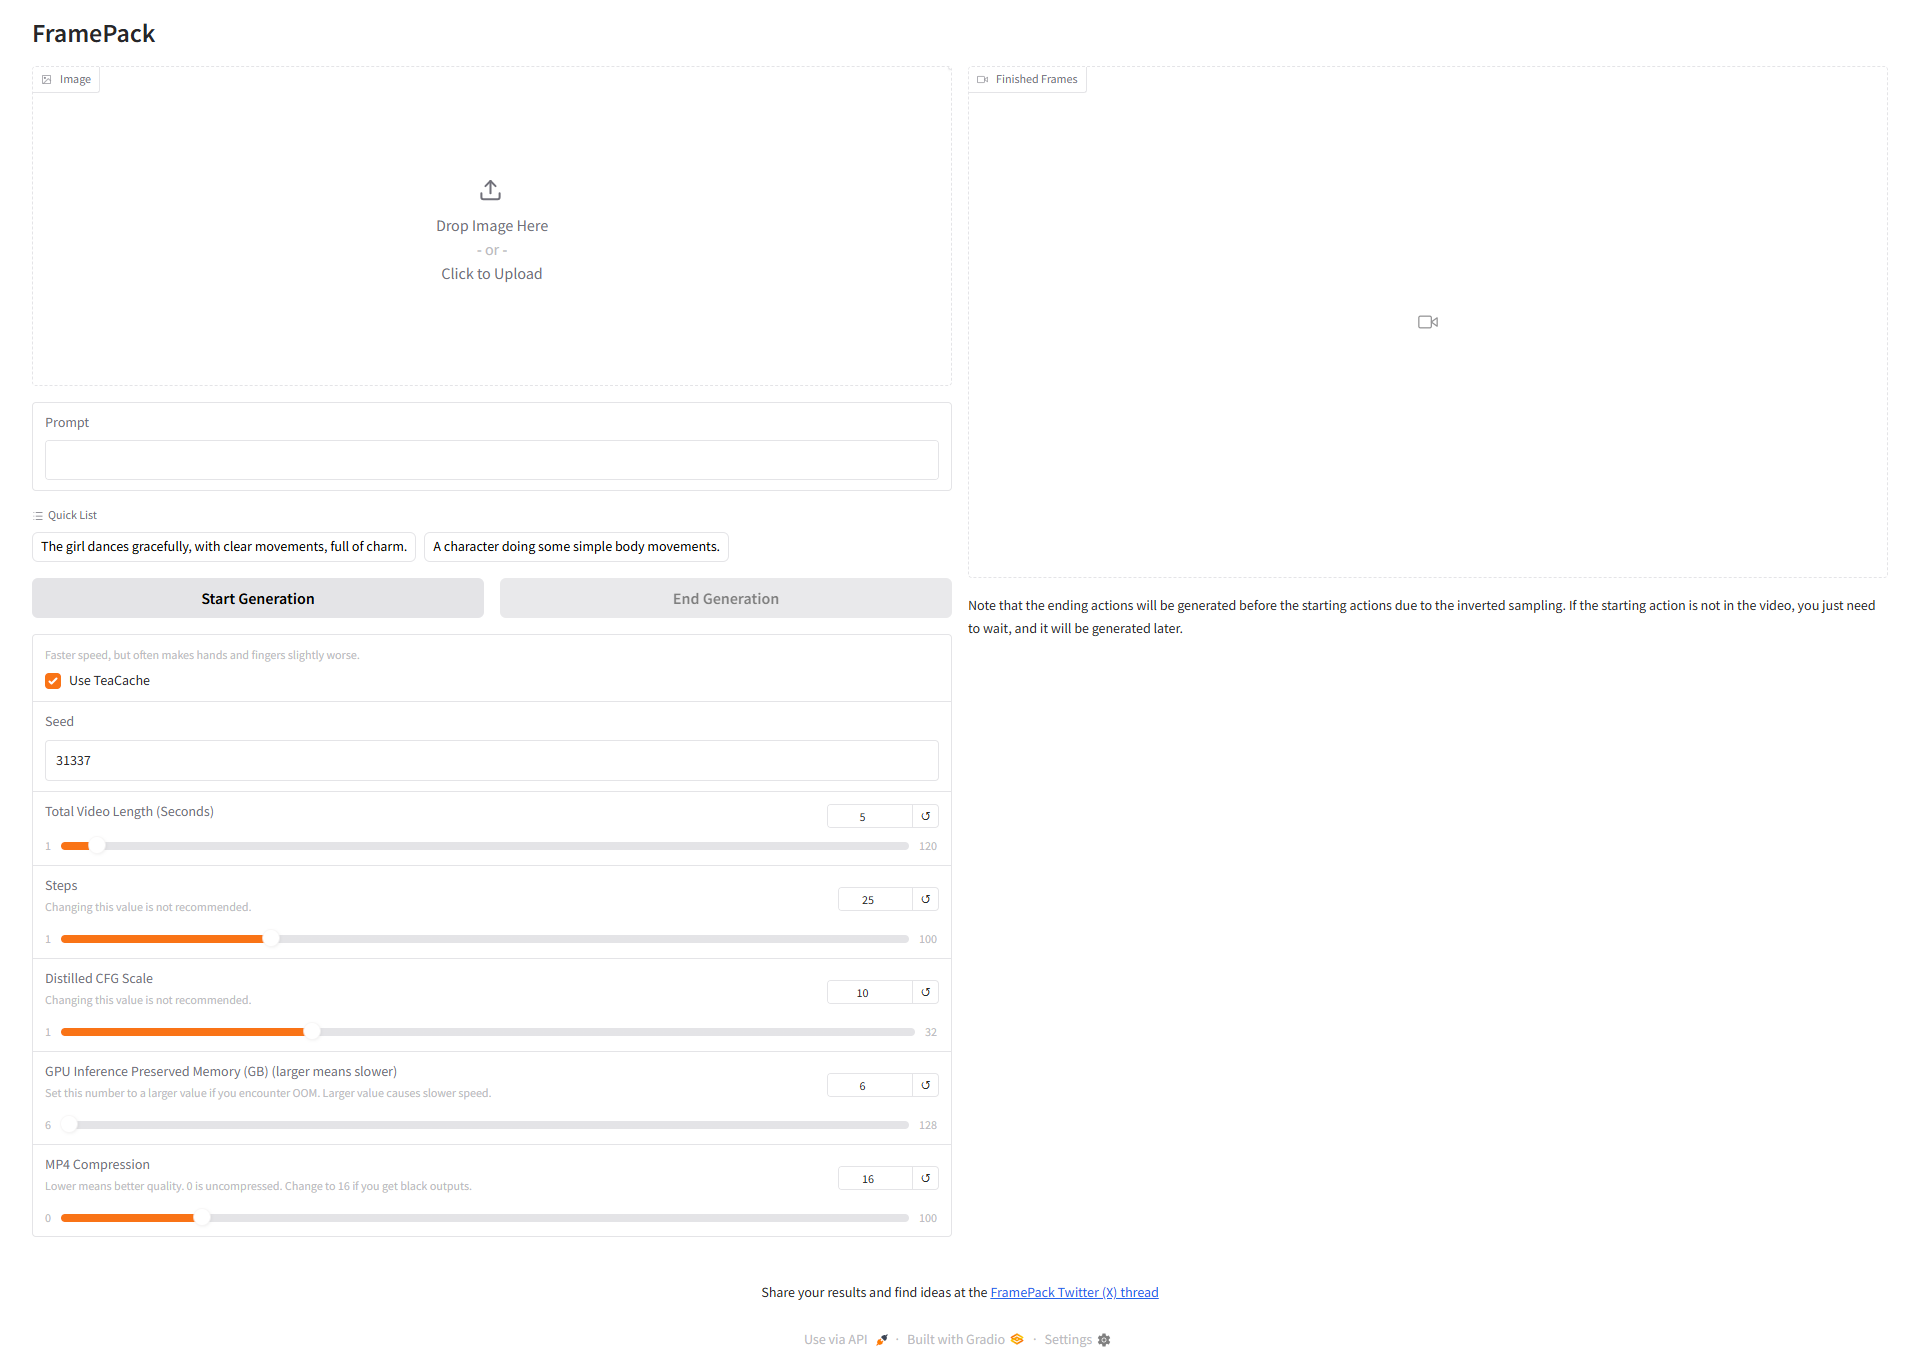 FramePack
Image
Drop Image Here
- or -
Click to Upload
Prompt
Quick List
The girl dances gracefully, with clear movements, full of charm.
A character doing some simple body movements.
Start Generation
End Generation
Faster speed, but often makes hands and fingers slightly worse.
Use TeaCache
Seed
31337
Total Video Length (Seconds)
5
1
120
Steps
Changing this value is not recommended.
25
1
100
Distilled CFG Scale
Changing this value is not recommended.
10
1
32
GPU Inference Preserved Memory (GB) (larger means slower)
Set this number to a larger value if you encounter OOM. Larger value causes slower speed.
6
6
128
MP4 Compression
Lower means better quality. 0 is uncompressed. Change to 16 if you get black outputs.
16
0
100
Finished Frames
Note that the ending actions will be generated before the starting actions due to the inverted sampling. If the starting action is not in the video, you just need
to wait, and it will be generated later.
Share your results and find ideas at the FramePack Twitter (X) thread
Use via API · Built with Gradio · Settings